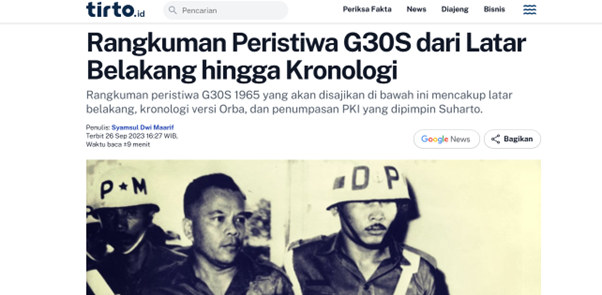 tirto.id
Pencarian
Periksa Fakta News Diajeng Bisnis
Rangkuman Peristiwa G30S dari Latar
Belakang hingga Kronologi
Rangkuman peristiwa G30S 1965 yang akan disajikan di bawah ini mencakup latar
belakang, kronologi versi Orba, dan penumpasan PKI yang dipimpin Suharto.
Penulis: Syamsul Dwi Maarif
Terbit 26 Sep 2023 16:27 WIB,
Waktu baca ±9 menit
Google News
Bagikan
P★M
DP